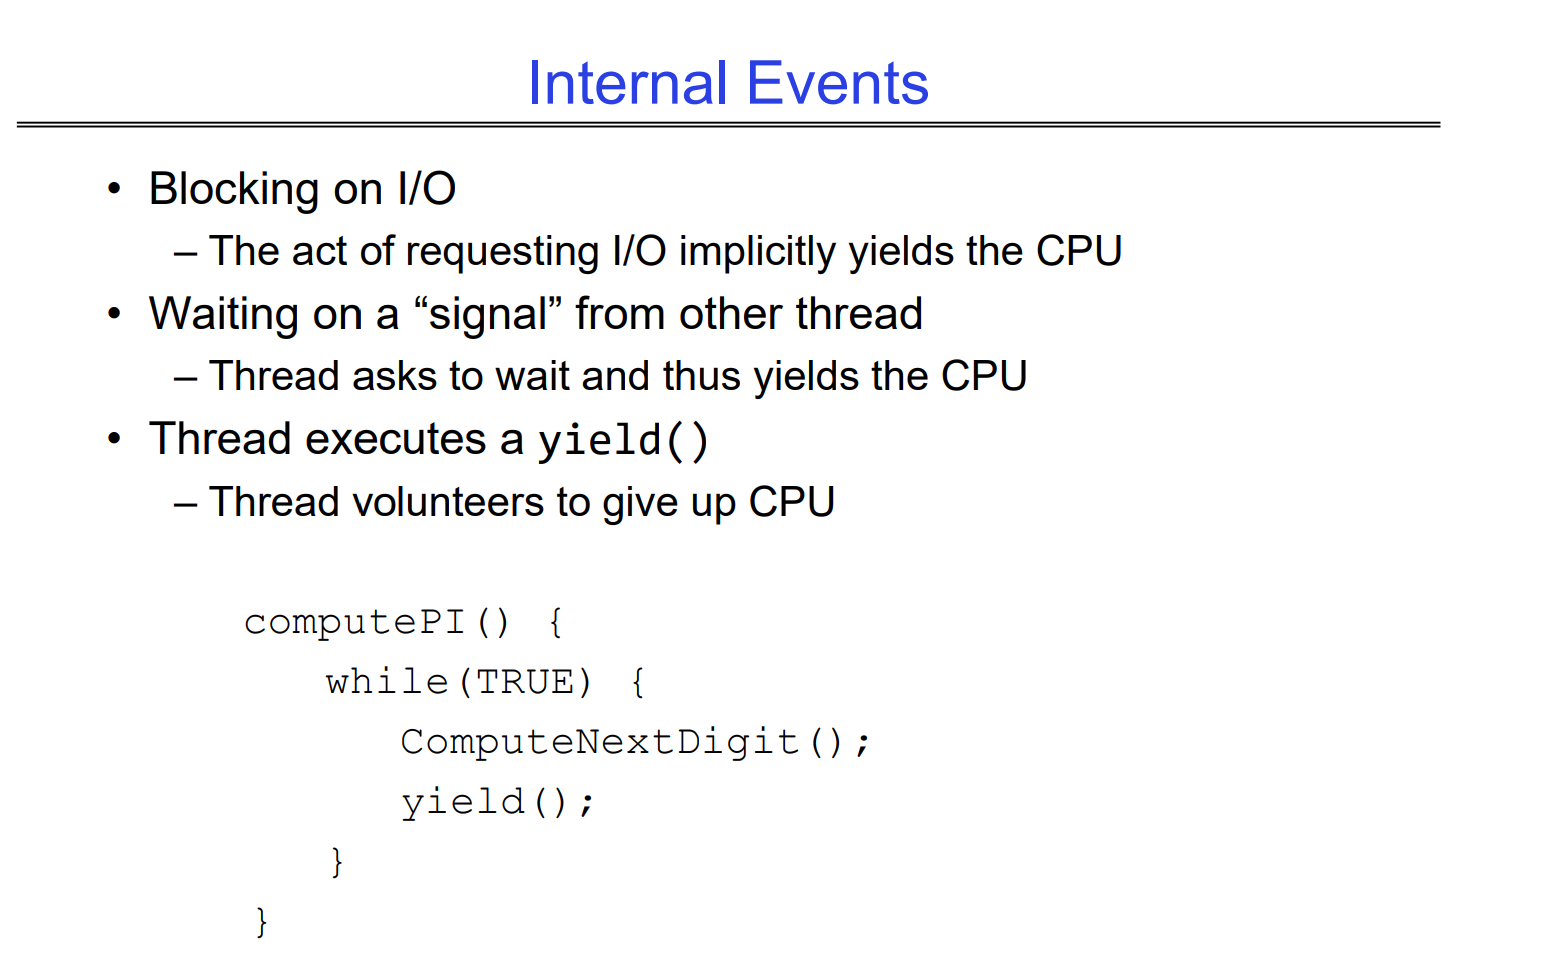 Internal Events
• Blocking on I/O
– The act of requesting I/O implicitly yields the CPU
• Waiting on a “signal” from other thread
– Thread asks to wait and thus yields the CPU
• Thread executes a yield()
– Thread volunteers to give up CPU
computePI() {
while(TRUE) {
ComputeNextDigit();
yield();
}
}